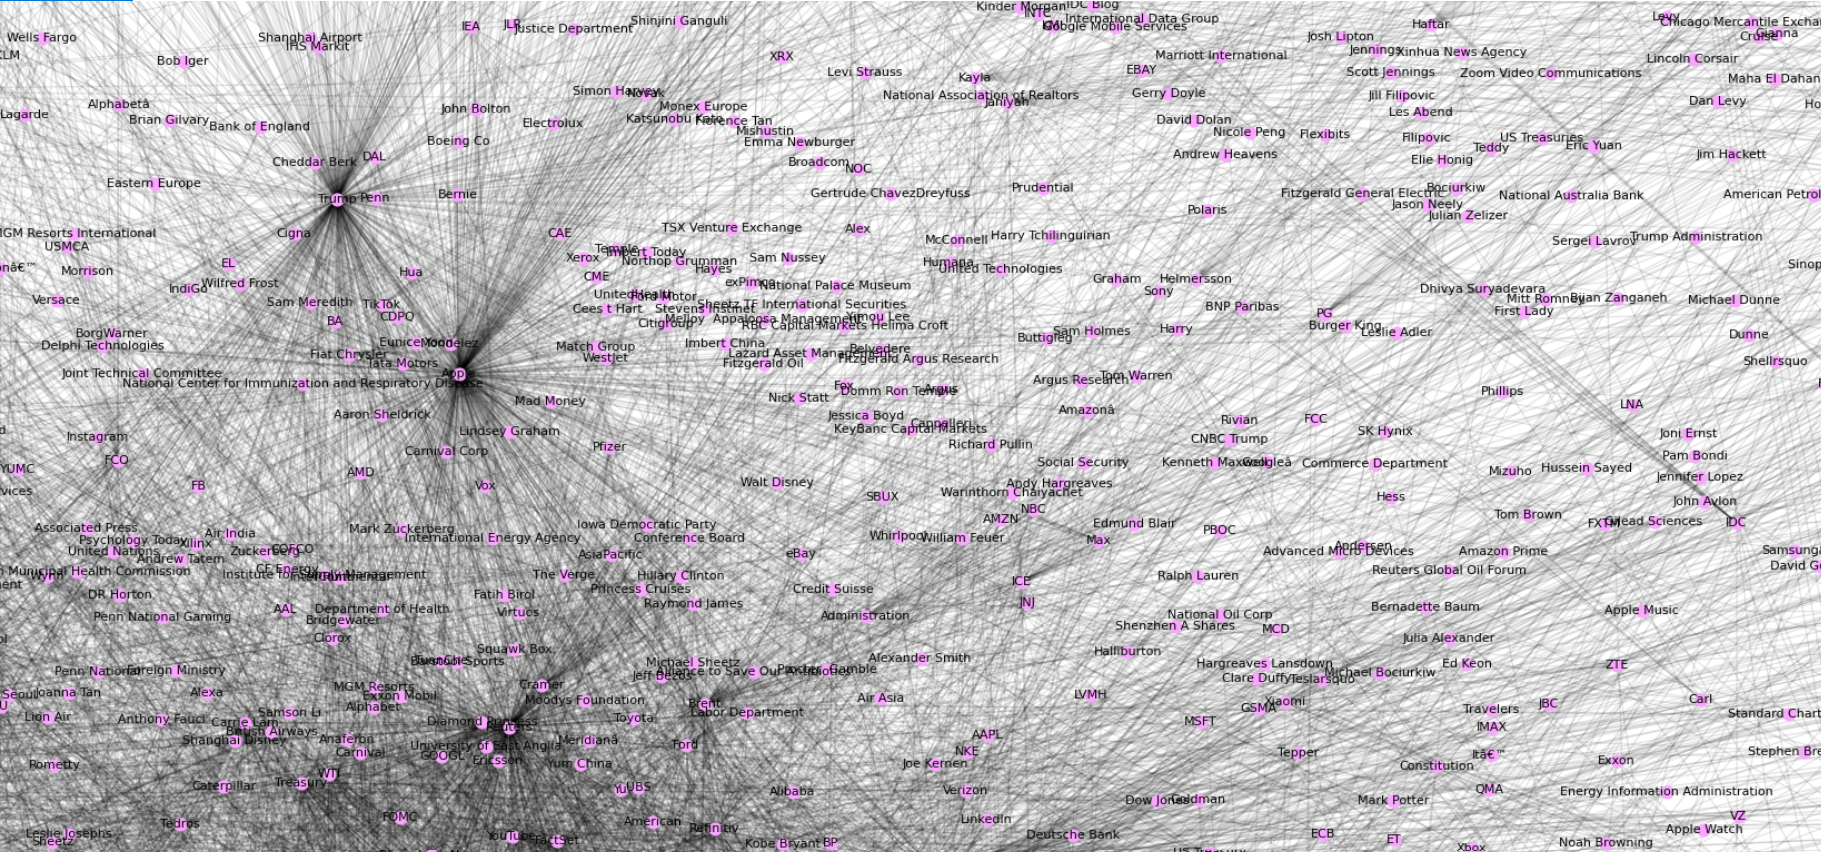 Kinder Morgan
IDC Blog
INTC
International Data Group
Google Mobile Services
Haftar
Levy
Chicago Mercantile Excha
Gianna
Cruise
Josh Lipton
Shinjini Ganguli
IEA
JLR
Justice Department
Wells Fargo
Shanghai Airport
IHS Markit
KLM
Bob Iger
XRX
Levi Strauss
Kayla
Marriott International
EBAY
Jennings
Xinhua News Agency
Scott Jennings
Zoom Video Communications
Lincoln Corsair
Maha El Dahan
Simon Harvey
Novak
National Association of Realtors
Janiyah
Gerry Doyle
Jill Filipovic
Dan Levy
Ho
Alphabetâ
Lagarde
Brian Gilvary
Bank of England
John Bolton
Electrolux
Monex Europe
Katsunobu Kato
Florence Tan
Mishustin
Emma Newburger
David Dolan
Nicole Peng
Flexibits
Les Abend
Filipovic
US Treasuries
Teddy
Eric Yuan
Jim Hackett
Boeing Co
Cheddar Berk
DAL
Broadcom
NOC
Andrew Heavens
Elie Honig
Eastern Europe
Trump
Penn
Bernie
Gertrude ChavezDreyfuss
Prudential
Fitzgerald General Electric
Bociurkiw
National Australia Bank
American Petrol
Jason Neely
Julian Zelizer
Polaris
MGM Resorts International
USMCA
Cigna
CAE
TSX Venture Exchange
Alex
McConnell
Harry Tchilinguirian
Sergei Lavrov
Trump Administration
Temple
Imbert Today
Xerox
Northop Grumman
Hayes
Sam Nussey
Humana
United Technologies
Sinop
nâ€™
Morrison
EL
IndiGo
Wilfred Frost
Hua
CME
exPimco
National Palace Museum
Graham
Helmersson
Sony
Dhivya Suryadevara
Mitt Romney
Bijan Zanganeh
Michael Dunne
First Lady
Versace
Sam Meredith
TikTok
CDPQ
BA
UnitedHealth
Ford Motor
Cees t Hart
Stevens
Instinet
Sheetz TF International Securities
Citigroup
Melloy
Appaloosa Management
Ximou Lee
RBC Capital Markets Helima Croft
BNP Paribas
PG
Burger King
Leslie Adler
Dunne
BorgWarner
Delphi Technologies
Eunice Yoon
Mondelez
Fiat Chrysler
Tata Motors
Match Group
WestJet
Imbert China
Lazard Asset Management
Fitzgerald Oil
Belvedere
Fitzgerald Argus Research
Buttigieg
Sam Holmes
Harry
Shellrsquo
Joint Technical Committee
National Center for Immunization and Respiratory Disease
Argus Research
Tom Warren
Fox
Domm Ron Temple
Argus
Phillips
LNA
Mad Money
Nick Statt
Aaron Sheldrick
Jessica Boyd
Cappelleri
KeyBanc Capital Markets
Amazonâ
Rivian
FCC
Instagram
Lindsey Graham
Carnival Corp
Pfizer
Richard Pullin
CNBC Trump
SK Hynix
Joni Ernst
Pam Bondi
YUMC
FCO
AMD
Social Security
Kenneth Maxwell
Googleâ
Commerce Department
Mizuho
Hussein Sayed
Jennifer Lopez
vices
FB
Vox
Walt Disney
SBUX
Andy Hargreaves
Warinthorn Chaiyachet
Hess
John Avlon
NBC
AMZN
Edmund Blair
PBOC
Tom Brown
FXTM
Gilead Sciences
IDC
Associated Press
Psychology Today
Xilinx
Air India
Mark Zuckerberg
International Energy Agency
Iowa Democratic Party
Conference Board
Whirlpool
William Feuer
Max
United Nations
Andrew Tatem
Zuckerberg
COFCO
AsiaPacific
eBay
Andersen
Advanced Micro Devices
Amazon Prime
Samsung
David G
Wynn
n Municipal Health Commission
CF Energy
The Verge
Hillary Clinton
Reuters Global Oil Forum
Ralph Lauren
ICE
DR Horton
Fatih Birol
Princess Cruises
Raymond James
Credit Suisse
JNJ
AAL
Department of Health
Bridgewater
Virtuos
Penn National Gaming
Administration
National Oil Corp
Shenzhen A Shares
MCD
Bernadette Baum
Apple Music
Clorox
Squawk Box
Julia Alexander
Halliburton
Penn National
Foreign Ministry
Barstool Sports
Michael Sheetz
Alliance to Save Our Antibiotics
Procter Gamble
Jeff Bezos
Alexander Smith
Hargreaves Lansdown
Clare Duffy
Teslarsquo
Michael Bociurkiw
Ed Keon
ZTE
Seoul
Joanna Tan
Alexa
MGM Resorts
Exxon Mobil
Alphabet
Cramer
Moodys Foundation
Brent
Labor Department
Air Asia
LVMH
Xiaomi
GSMA
MSFT
Travelers
JBC
Carl
Standard Chart
Lion Air
Anthony Fauci
Carrie Lam
Samson Li
British Airways
Shanghai Disney
Diamond Princess
Reuters
Toyota
IMAX
Anaferon
Carnival
University of East Anglia
GOOGL
Ericsson
Meridianâ
Ford
AAPL
NKE
Joe Kernen
Tepper
Itâ€™
Constitution
Exxon
Stephen Bre
Rometty
WTI
Treasury
Yum China
Caterpillar
Yu
UBS
Alibaba
Verizon
Dow Jones
Goldman
Mark Potter
QMA
Energy Information Administration
VZ
Apple Watch
Tedros
FOMC
American
Refinitiv
LinkedIn
Deutsche Bank
ECB
ET
Leslie Josephs
Sheetz
YouTube
FactSet
Kobe Bryant
BP
Xbox
Noah Browning